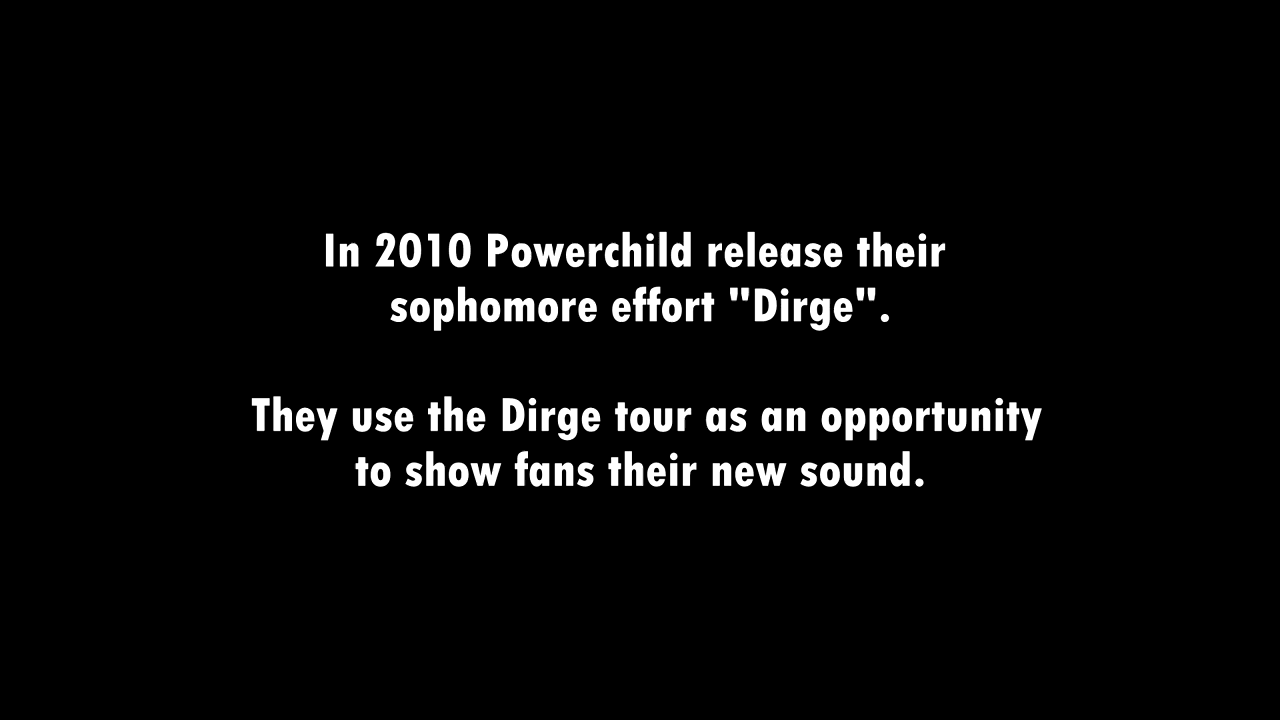 In 2010 Powerchild release their
sophomore effort "Dirge".
They use the Dirge tour as an opportunity
to show fans their new sound.